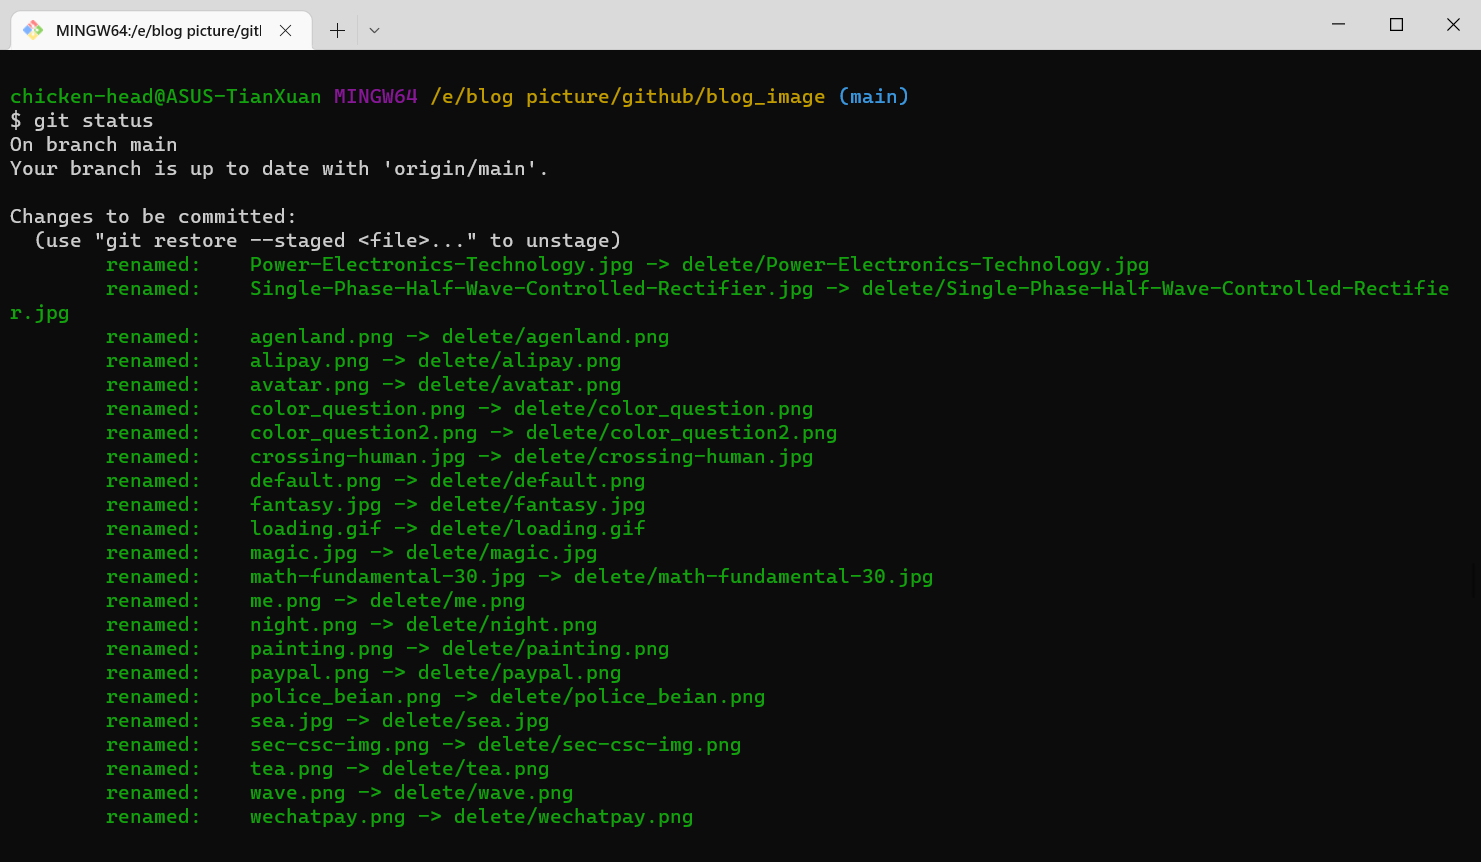 MINGW64:/e/blog picture/gitl
chicken-head@ASUS-TianXuan MINGW64 /e/blog picture/github/blog_image (main)
$ git status
On branch main
Your branch is up to date with 'origin/main'.
Changes to be committed:
  (use "git restore --staged <file>..." to unstage)
        renamed:    Power-Electronics-Technology.jpg -> delete/Power-Electronics-Technology.jpg
        renamed:    Single-Phase-Half-Wave-Controlled-Rectifier.jpg -> delete/Single-Phase-Half-Wave-Controlled-Rectifie
r.jpg
        renamed:    agenland.png -> delete/agenland.png
        renamed:    alipay.png -> delete/alipay.png
        renamed:    avatar.png -> delete/avatar.png
        renamed:    color_question.png -> delete/color_question.png
        renamed:    color_question2.png -> delete/color_question2.png
        renamed:    crossing-human.jpg -> delete/crossing-human.jpg
        renamed:    default.png -> delete/default.png
        renamed:    fantasy.jpg -> delete/fantasy.jpg
        renamed:    loading.gif -> delete/loading.gif
        renamed:    magic.jpg -> delete/magic.jpg
        renamed:    math-fundamental-30.jpg -> delete/math-fundamental-30.jpg
        renamed:    me.png -> delete/me.png
        renamed:    night.png -> delete/night.png
        renamed:    painting.png -> delete/painting.png
        renamed:    paypal.png -> delete/paypal.png
        renamed:    police_beian.png -> delete/police_beian.png
        renamed:    sea.jpg -> delete/sea.jpg
        renamed:    sec-csc-img.png -> delete/sec-csc-img.png
        renamed:    tea.png -> delete/tea.png
        renamed:    wave.png -> delete/wave.png
        renamed:    wechatpay.png -> delete/wechatpay.png